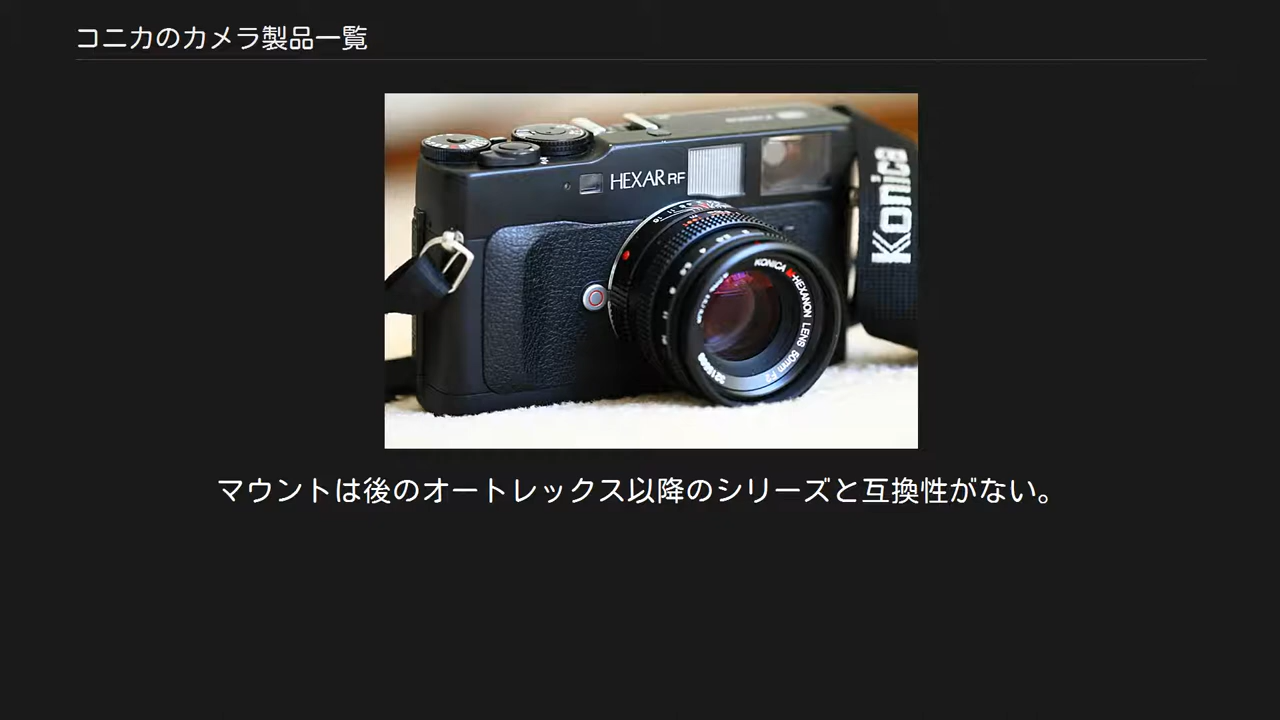 コニカのカメラ製品一覧
HEXAR RF
Konica
KONICA M-HEXANON LENS 50mm F2
マウントは後のオートレックス以降のシリーズと互換性がない。